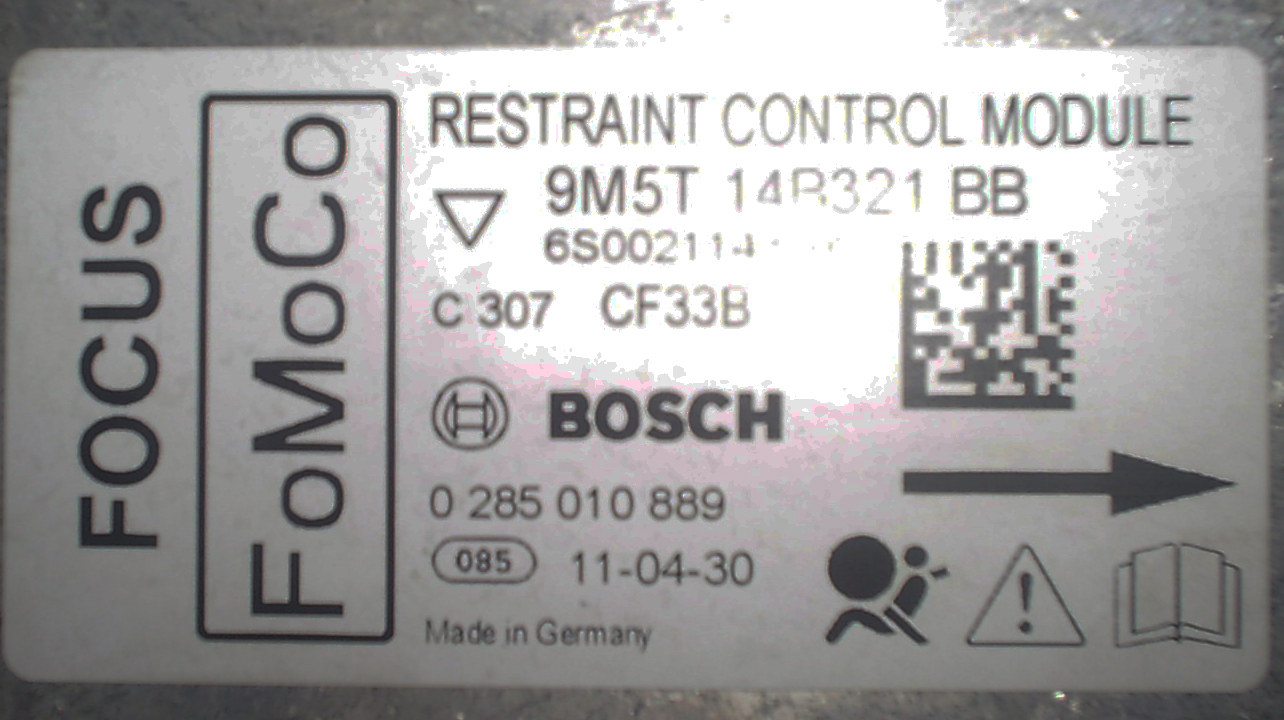 FOCUS
FoMoCo
RESTRAINT CONTROL MODULE
9M5T 14B321 BB
C 307 CF33B
BOSCH
0 285 010 889
085 11-04-30
Made in Germany